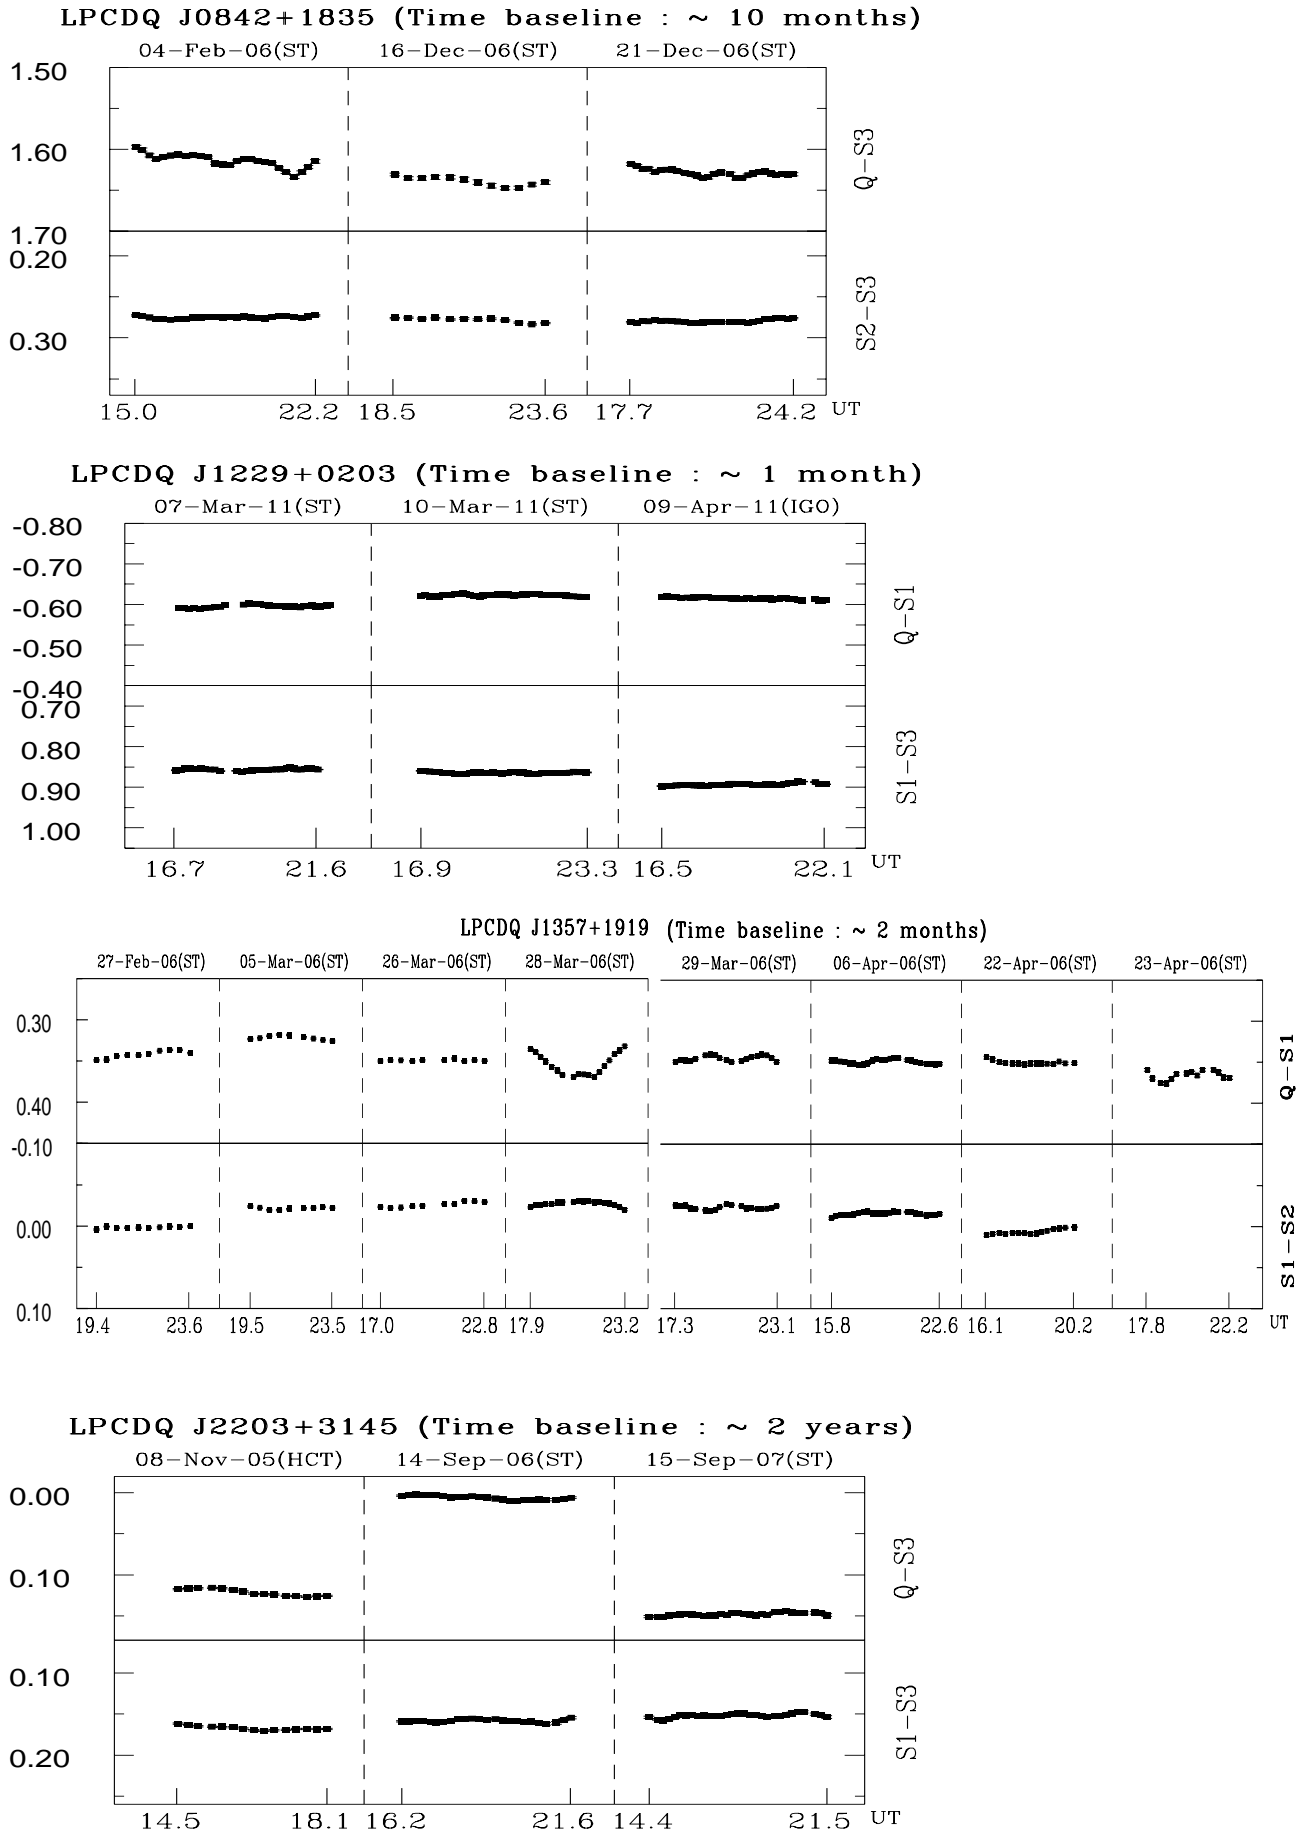 LPCDQ J0842+1835 (Time baseline : ~ 10 months)
04-Feb-06(ST) 16-Dec-06(ST) 21-Dec-06(ST)
1.50
1.60
1.70
Q-S3
0.20
0.30
S2-S3
15.0 22.2 18.5 23.6 17.7 24.2 UT
LPCDQ J1229+0203 (Time baseline : ~ 1 month)
07-Mar-11(ST) 10-Mar-11(ST) 09-Apr-11(IGO)
-0.80
-0.70
-0.60
-0.50
-0.40
Q-S1
0.70
0.80
0.90
1.00
S1-S3
16.7 21.6 16.9 23.3 16.5 22.1 UT
LPCDQ J1357+1919 (Time baseline : ~ 2 months)
27-Feb-06(ST) 05-Mar-06(ST) 26-Mar-06(ST) 28-Mar-06(ST) 29-Mar-06(ST) 06-Apr-06(ST) 22-Apr-06(ST) 23-Apr-06(ST)
0.30
0.40
Q-S1
-0.10
0.00
0.10
S1-S2
19.4 23.6 19.5 23.5 17.0 22.8 17.9 23.2 17.3 23.1 15.8 22.6 16.1 20.2 17.8 22.2 UT
LPCDQ J2203+3145 (Time baseline : ~ 2 years)
08-Nov-05(HCT) 14-Sep-06(ST) 15-Sep-07(ST)
0.00
0.10
Q-S3
0.10
0.20
S1-S3
14.5 18.1 16.2 21.6 14.4 21.5 UT